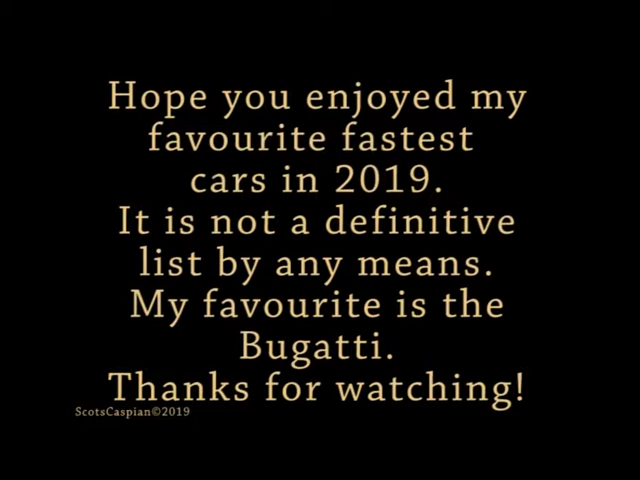 Hope you enjoyed my
favourite fastest
cars in 2019.
It is not a definitive
list by any means.
My favourite is the
Bugatti.
Thanks for watching!
ScotsCaspian©2019